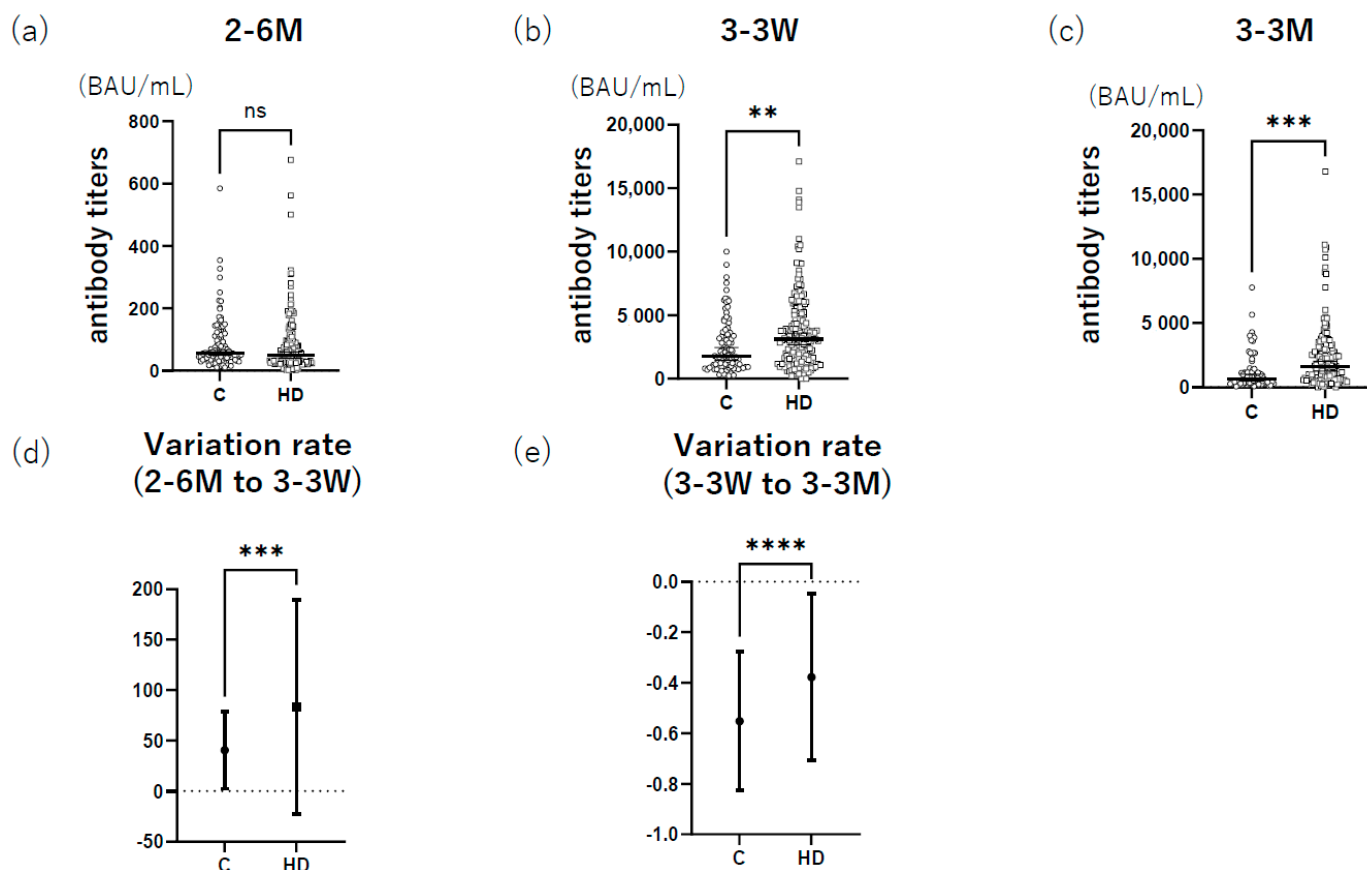 (a)
2-6M
(b)
3-3W
(c)
3-3M
(BAU/mL)
(BAU/mL)
(BAU/mL)
ns
**
***
antibody titers
antibody titers
antibody titers
800
600
400
200
0
C
HD
20,000
15,000
10,000
5 000
0
C
HD
20,000
15,000
10,000
5 000
0
C
HD
(d)
Variation rate
(2-6M to 3-3W)
(e)
Variation rate
(3-3W to 3-3M)
***
200
150
100
50
0
-50
C
HD
****
0.0
-0.2
-0.4
-0.6
-0.8
-1.0
C
HD